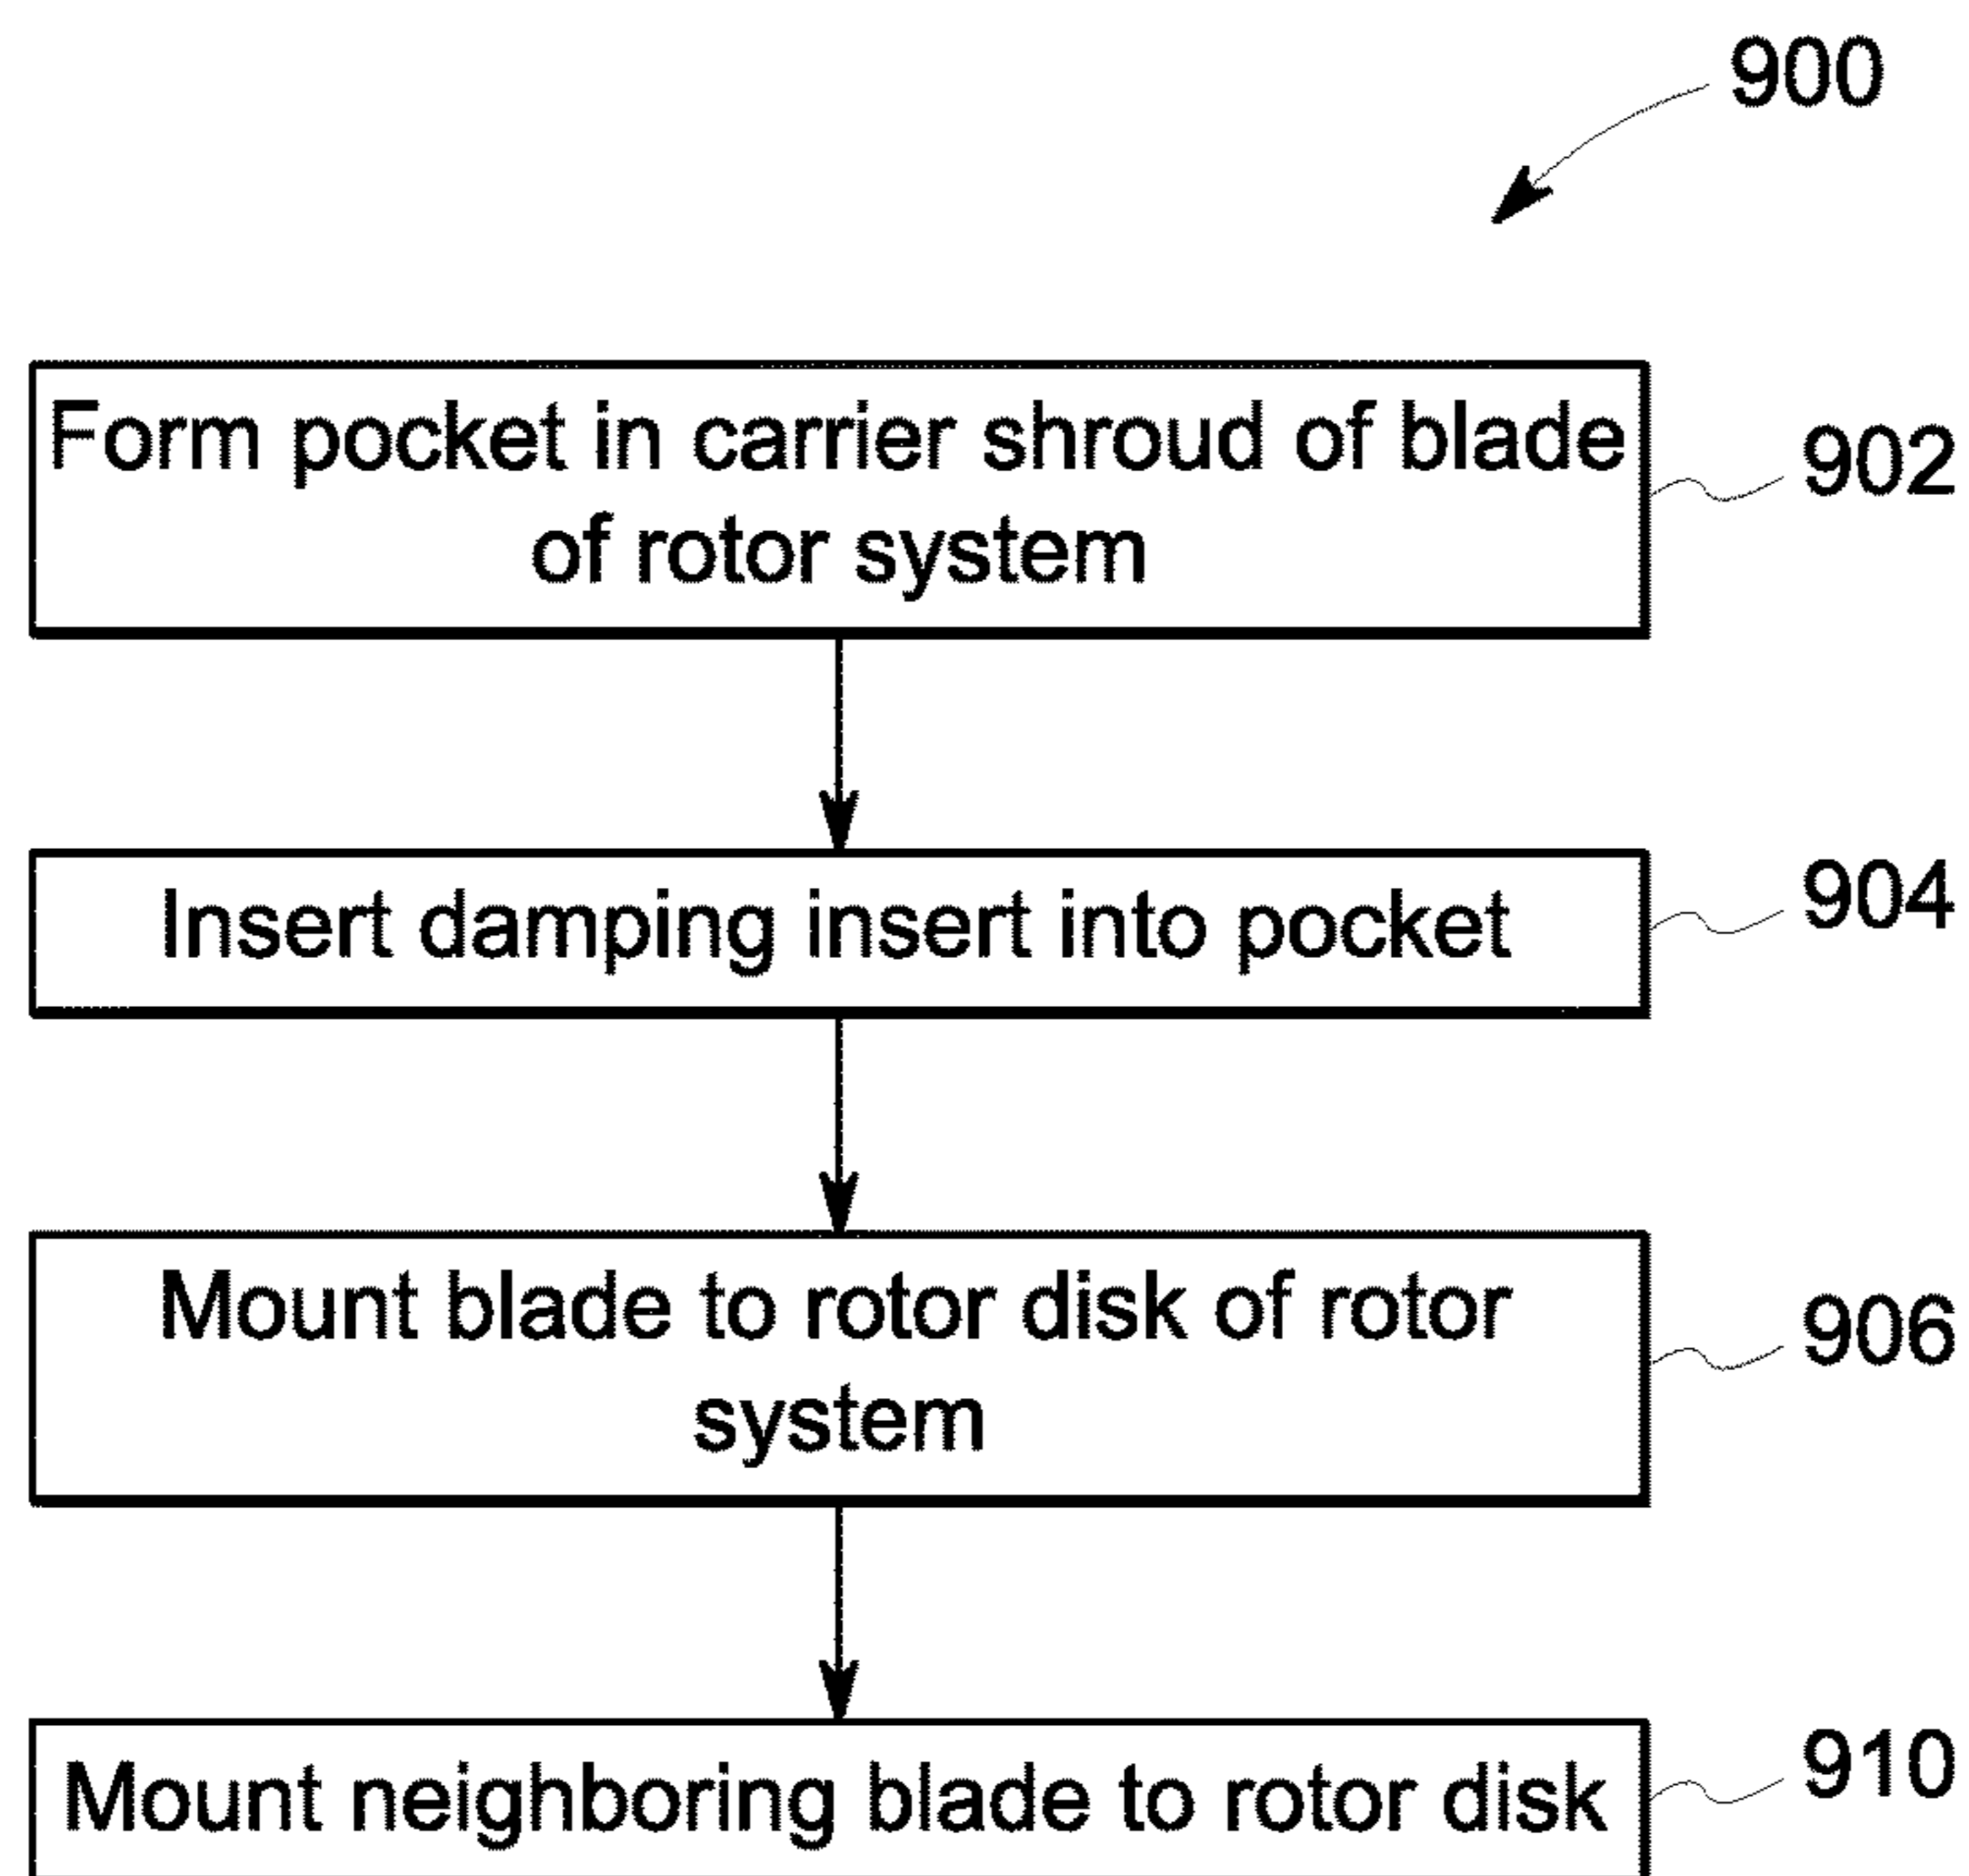 900
Form pocket in carrier shroud of blade
of rotor system
902
Insert damping insert into pocket
904
Mount blade to rotor disk of rotor
system
906
Mount neighboring blade to rotor disk
910